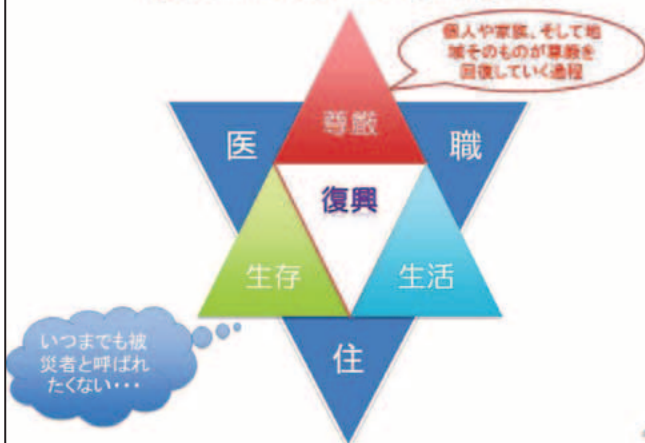 個人や家族、そして地
域そのものが尊厳を
回復していく過程
尊厳
医
職
復興
生存
生活
いつまでも被
災者と呼ばれ
たくない・・・
住